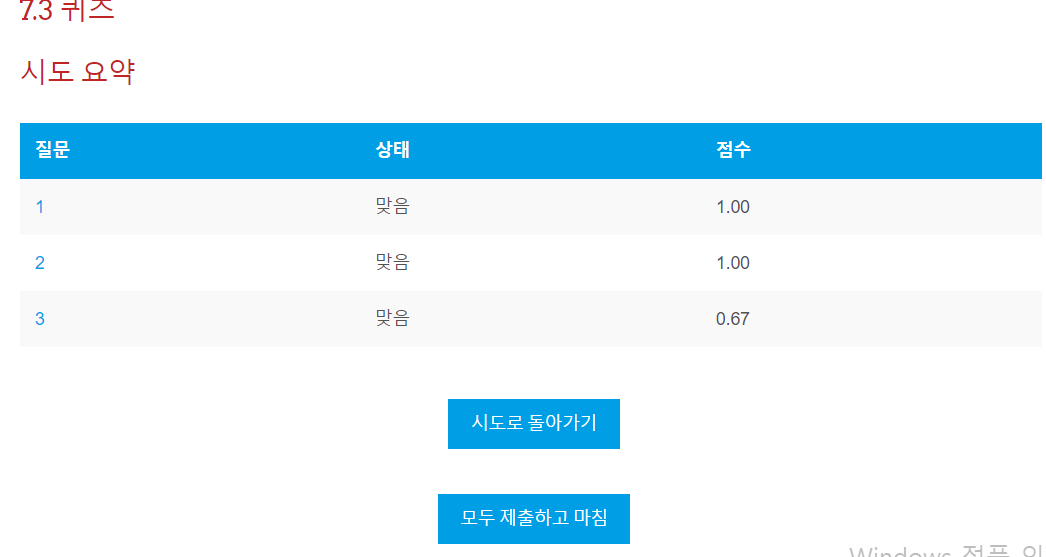 7.3 퀴즈
시도 요약
질문 상태 점수
1 맞음 1.00
2 맞음 1.00
3 맞음 0.67
시도로 돌아가기
모두 제출하고 마침
Windows 정품